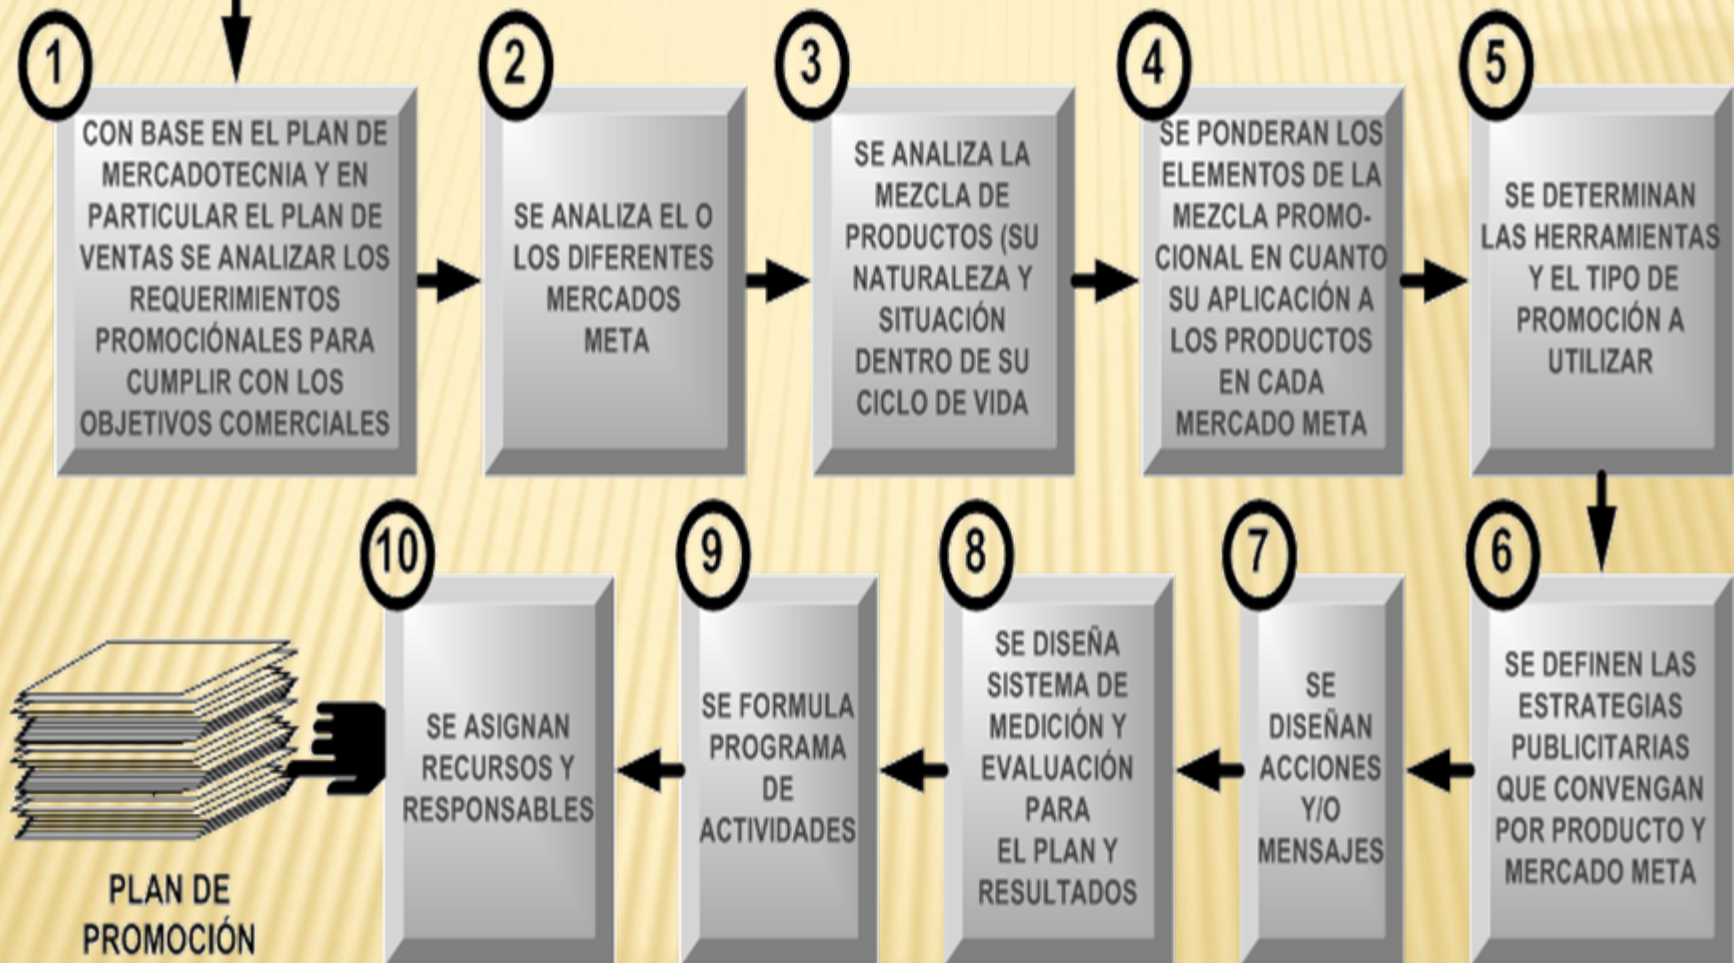 1
CON BASE EN EL PLAN DE
MERCADOTECNIA Y EN
PARTICULAR EL PLAN DE
VENTAS SE ANALIZAR LOS
REQUERIMIENTOS
PROMOCIÓNALES PARA
CUMPLIR CON LOS
OBJETIVOS COMERCIALES
2
SE ANALIZA EL O
LOS DIFERENTES
MERCADOS
META
3
SE ANALIZA LA
MEZCLA DE
PRODUCTOS (SU
NATURALEZA Y
SITUACIÓN
DENTRO DE SU
CICLO DE VIDA
4
SE PONDERAN LOS
ELEMENTOS DE LA
MEZCLA PROMO-
CIONAL EN CUANTO
SU APLICACIÓN A
LOS PRODUCTOS
EN CADA
MERCADO META
5
SE DETERMINAN
LAS HERRAMIENTAS
Y EL TIPO DE
PROMOCIÓN A
UTILIZAR
6
SE DEFINEN LAS
ESTRATEGIAS
PUBLICITARIAS
QUE CONVENGAN
POR PRODUCTO Y
MERCADO META
7
SE
DISEÑAN
ACCIONES
Y/O
MENSAJES
8
SE DISEÑA
SISTEMA DE
MEDICIÓN Y
EVALUACIÓN
PARA
EL PLAN Y
RESULTADOS
9
SE FORMULA
PROGRAMA
DE
ACTIVIDADES
10
SE ASIGNAN
RECURSOS Y
RESPONSABLES
PLAN DE
PROMOCIÓN